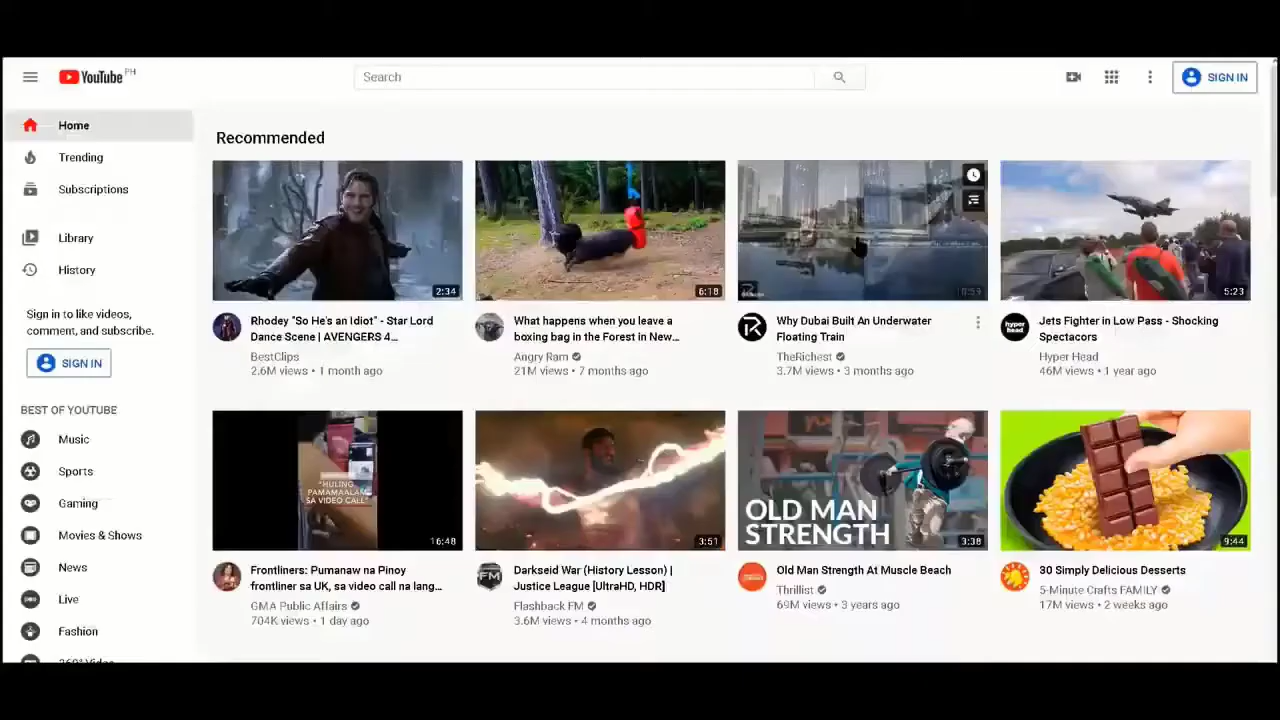 YouTube PH
Search
SIGN IN
Home
Trending
Subscriptions
Library
History
Sign in to like videos,
comment, and subscribe.
SIGN IN
BEST OF YOUTUBE
Music
Sports
Gaming
Movies & Shows
News
Live
Fashion
360° Video
Recommended
2:34
6:18
5:23
Rhodey "So He's an Idiot" - Star Lord
Dance Scene | AVENGERS 4...
BestClips
2.6M views • 1 month ago
What happens when you leave a
boxing bag in the Forest in New...
Angry Ram
21M views • 7 months ago
Why Dubai Built An Underwater
Floating Train
TheRichest
3.7M views • 3 months ago
hyper
head
Jets Fighter in Low Pass - Shocking
Spectacors
Hyper Head
46M views • 1 year ago
"HULING
PAMAMAALAM
SA VIDEO CALL"
16:48
3:51
OLD MAN
STRENGTH
3:38
9:44
Frontliners: Pumanaw na Pinoy
frontliner sa UK, sa video call na lang...
GMA Public Affairs
704K views • 1 day ago
FM
Darkseid War (History Lesson) |
Justice League [UltraHD, HDR]
Flashback FM
3.6M views • 4 months ago
Old Man Strength At Muscle Beach
Thrillist
69M views • 3 years ago
30 Simply Delicious Desserts
5-Minute Crafts FAMILY
17M views • 2 weeks ago